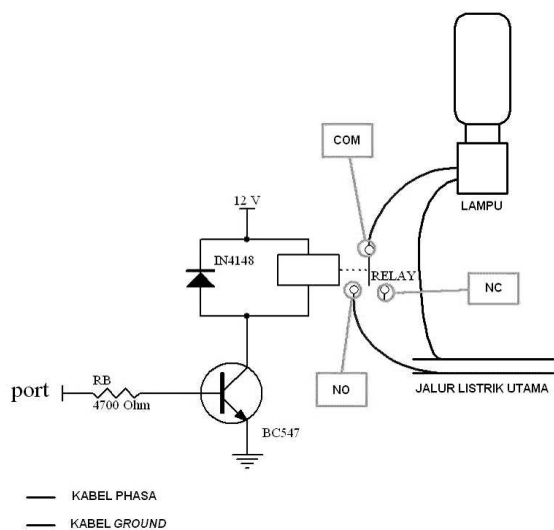 COM
LAMPU
12 V
IN4148
RELAY
NC
port
RB
4700 Ohm
NO
JALUR LISTRIK UTAMA
BC547
KABEL PHASA
KABEL GROUND